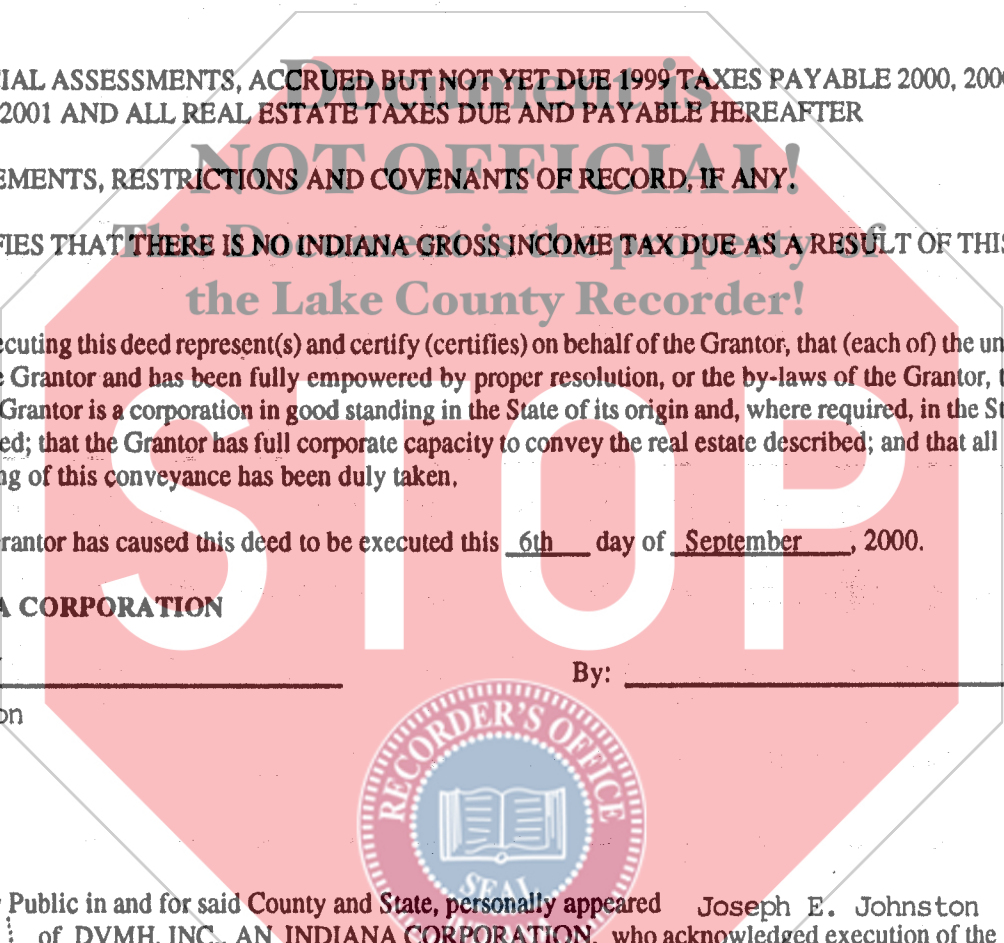 IAL ASSESSMENTS, ACCRUED BUT NOT YET DUE 1999 TAXES PAYABLE 2000, 200
Document is
2001 AND ALL REAL ESTATE TAXES DUE AND PAYABLE HEREAFTER
NOT OFFICIAL!
EMENTS, RESTRICTIONS AND COVENANTS OF RECORD, IF ANY.
This Document is the property of
FIES THAT THERE IS NO INDIANA GROSS INCOME TAX DUE AS A RESULT OF THIS
the Lake County Recorder!
ecuting this deed represent(s) and certify (certifies) on behalf of the Grantor, that (each of) the un
e Grantor and has been fully empowered by proper resolution, or the by-laws of the Grantor, t
Grantor is a corporation in good standing in the State of its origin and, where required, in the St
ed; that the Grantor has full corporate capacity to convey the real estate described; and that all
ng of this conveyance has been duly taken.
STOP
rantor has caused this deed to be executed this 6th day of September, 2000.
A CORPORATION
By:
on
RECORDER'S OFFICE
SEAL
Public in and for said County and State, personally appeared Joseph E. Johnston
of DVMH, INC., AN INDIANA CORPORATION, who acknowledged execution of the